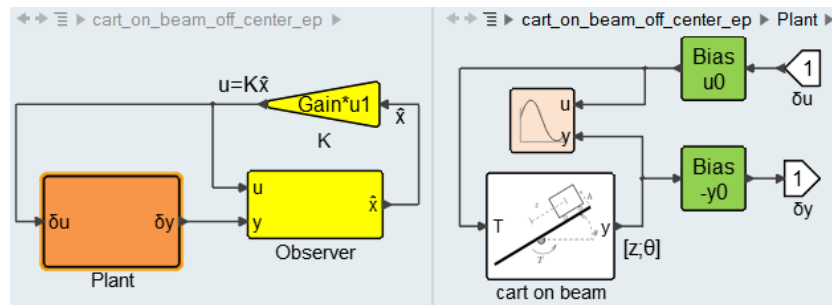 cart_on_beam_off_center_ep
u=Kx̂
Gain*u1
x̂
K
δu
δy
Plant
u
y
x̂
Observer
cart_on_beam_off_center_ep Plant
Bias
u0
1
δu
u
y
Bias
-y0
1
δy
T
y
[z;θ]
cart on beam